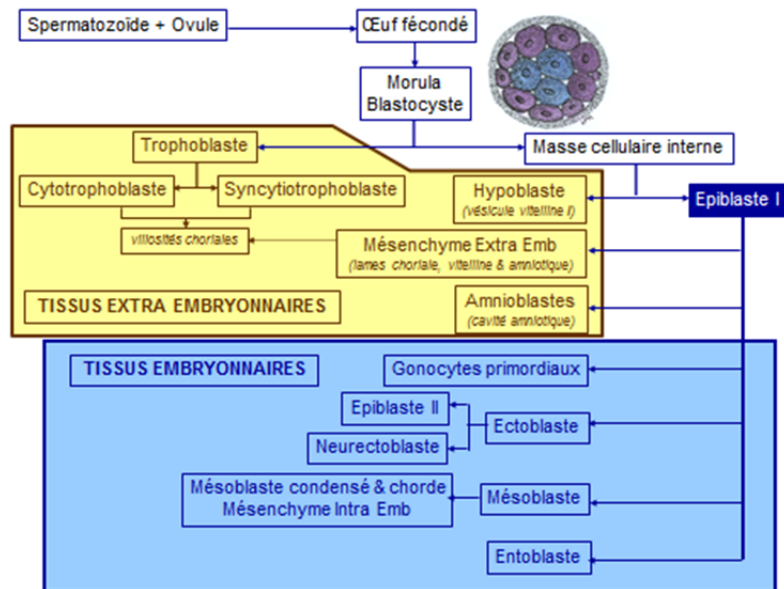 Spermatozoïde + Ovule
Œuf fécondé
Morula
Blastocyste
Trophoblaste
Masse cellulaire interne
Cytotrophoblaste
Syncytiotrophoblaste
Hypoblaste
(vésicule vitelline I)
Epiblaste I
villosités choriales
Mésenchyme Extra Emb
(lames choriale, vitelline & amniotique)
TISSUS EXTRA EMBRYONNAIRES
Amnioblastes
(cavité amniotique)
TISSUS EMBRYONNAIRES
Gonocytes primordiaux
Epiblaste II
Ectoblaste
Neurectoblaste
Mésoblaste condensé & chorde
Mésenchyme Intra Emb
Mésoblaste
Entoblaste